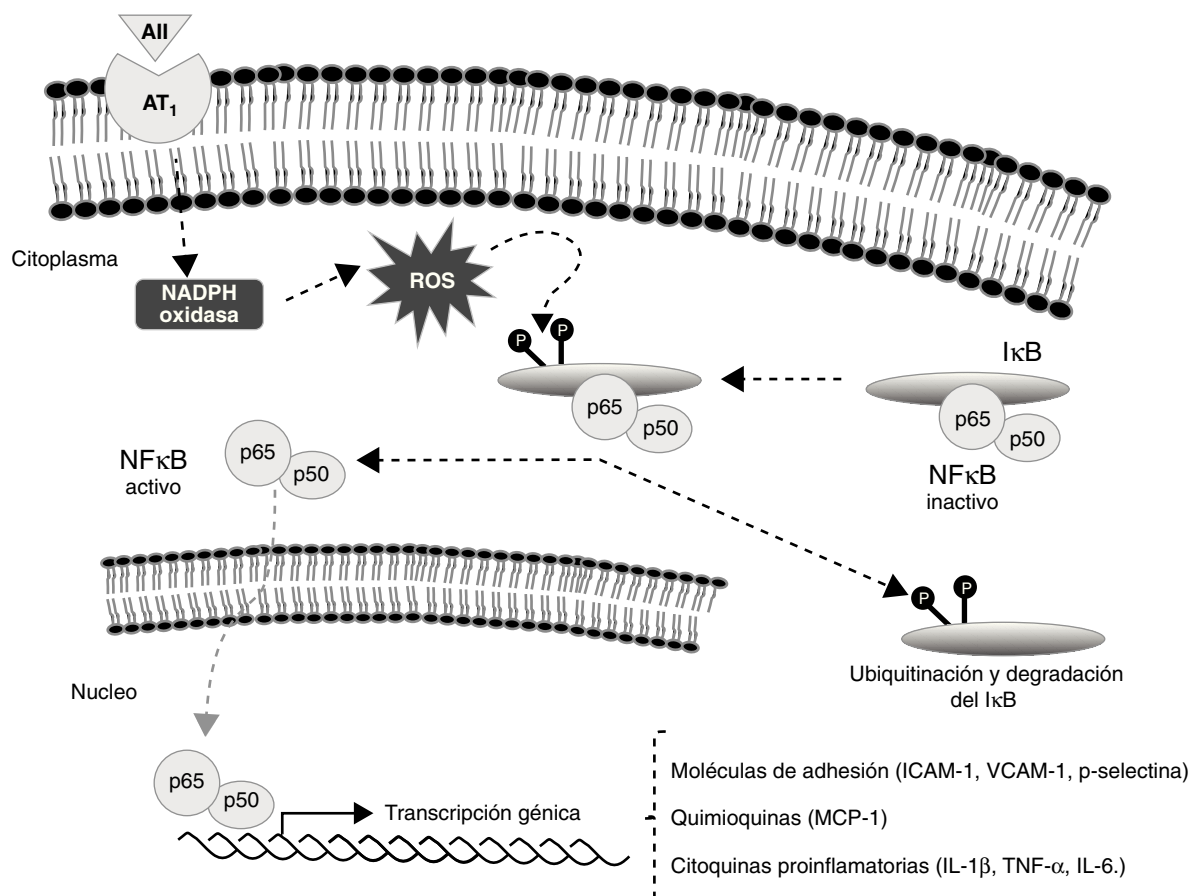 AII
AT1
Citoplasma
NADPH
oxidasa
ROS
P
P
p65
p50
IκB
p65
p50
NFκB
inactivo
NFκB
activo
p65
p50
P
P
Ubiquitinación y degradación
del IκB
Nucleo
p65
p50
Transcripción génica
Moléculas de adhesión (ICAM-1, VCAM-1, p-selectina)
Quimioquinas (MCP-1)
Citoquinas proinflamatorias (IL-1β, TNF-α, IL-6.)